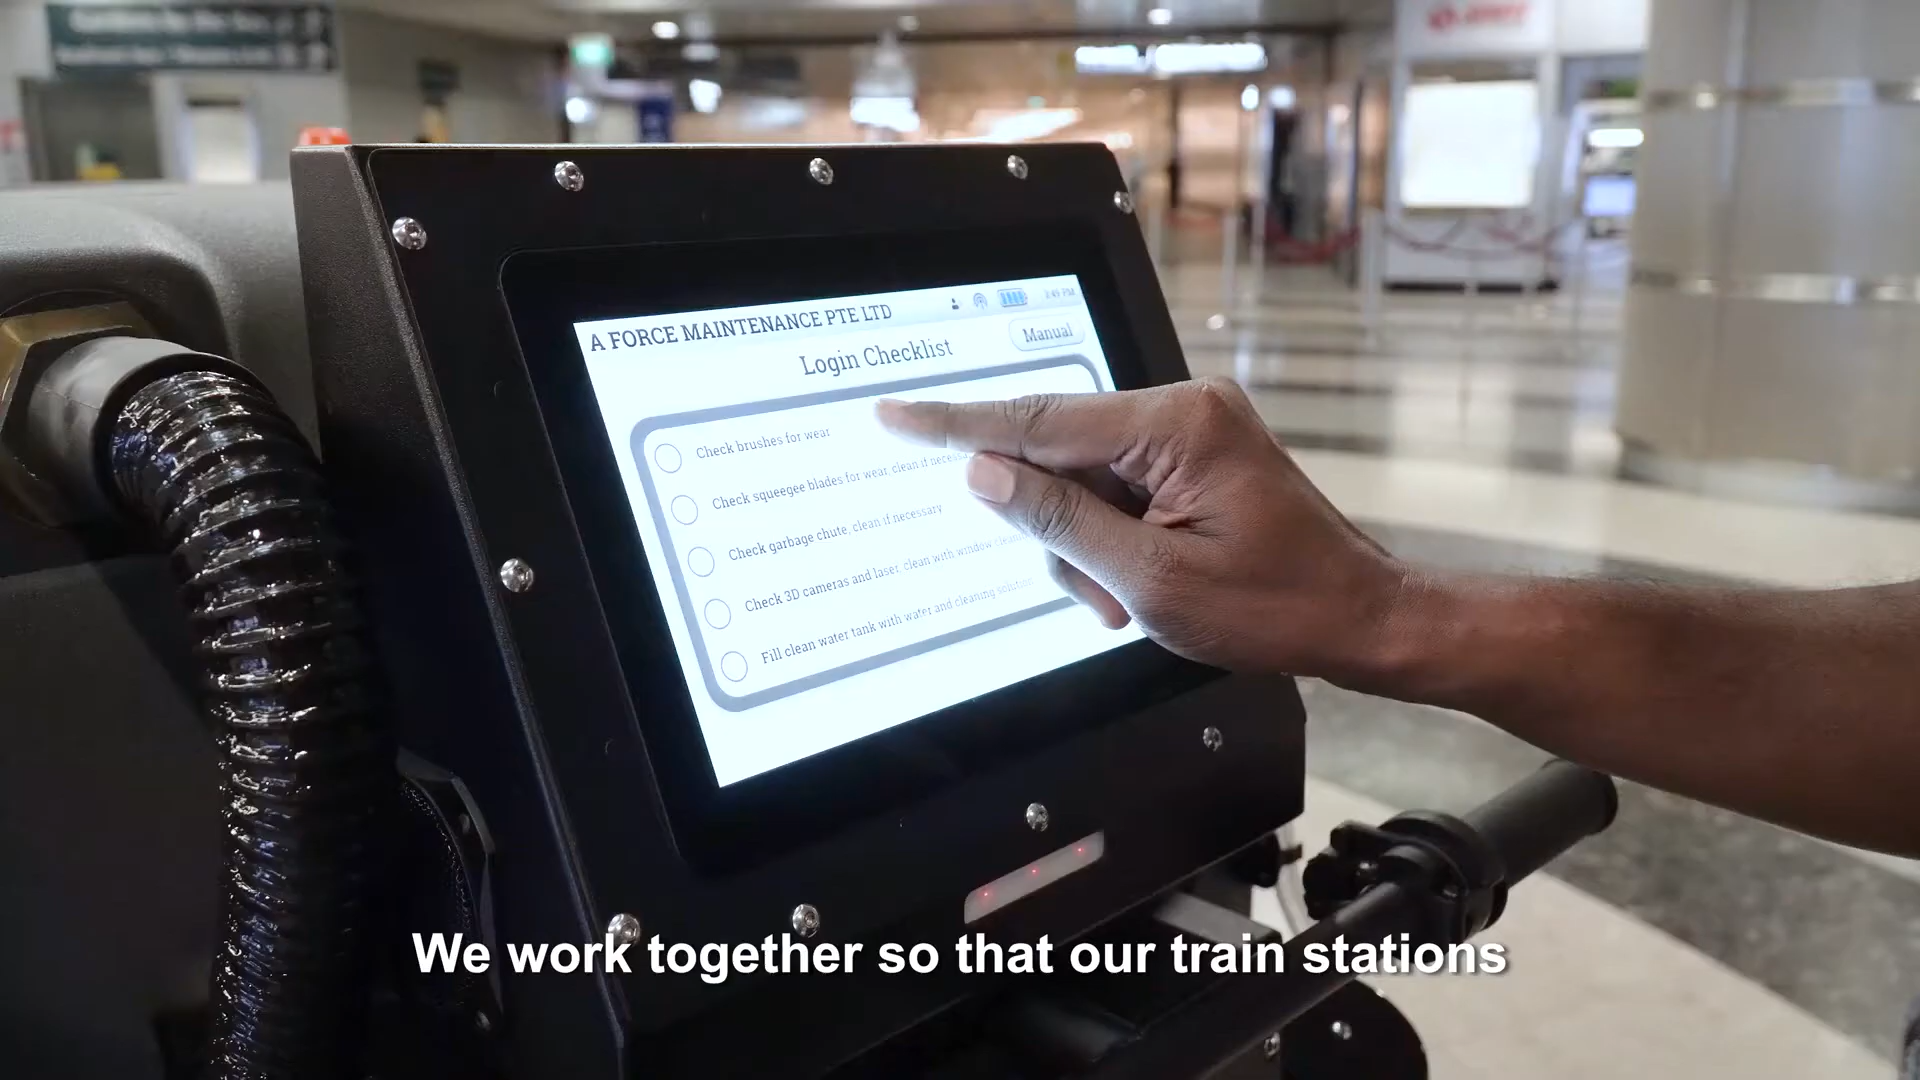 A FORCE MAINTENANCE PTE LTD
Manual
Login Checklist
Check brushes for wear
Check squeegee blades for wear, clean if
Check garbage chute, clean if necessary
Check 3D cameras and laser, clean with window
Fill clean water tank with water and cleaning solution
We work together so that our train stations